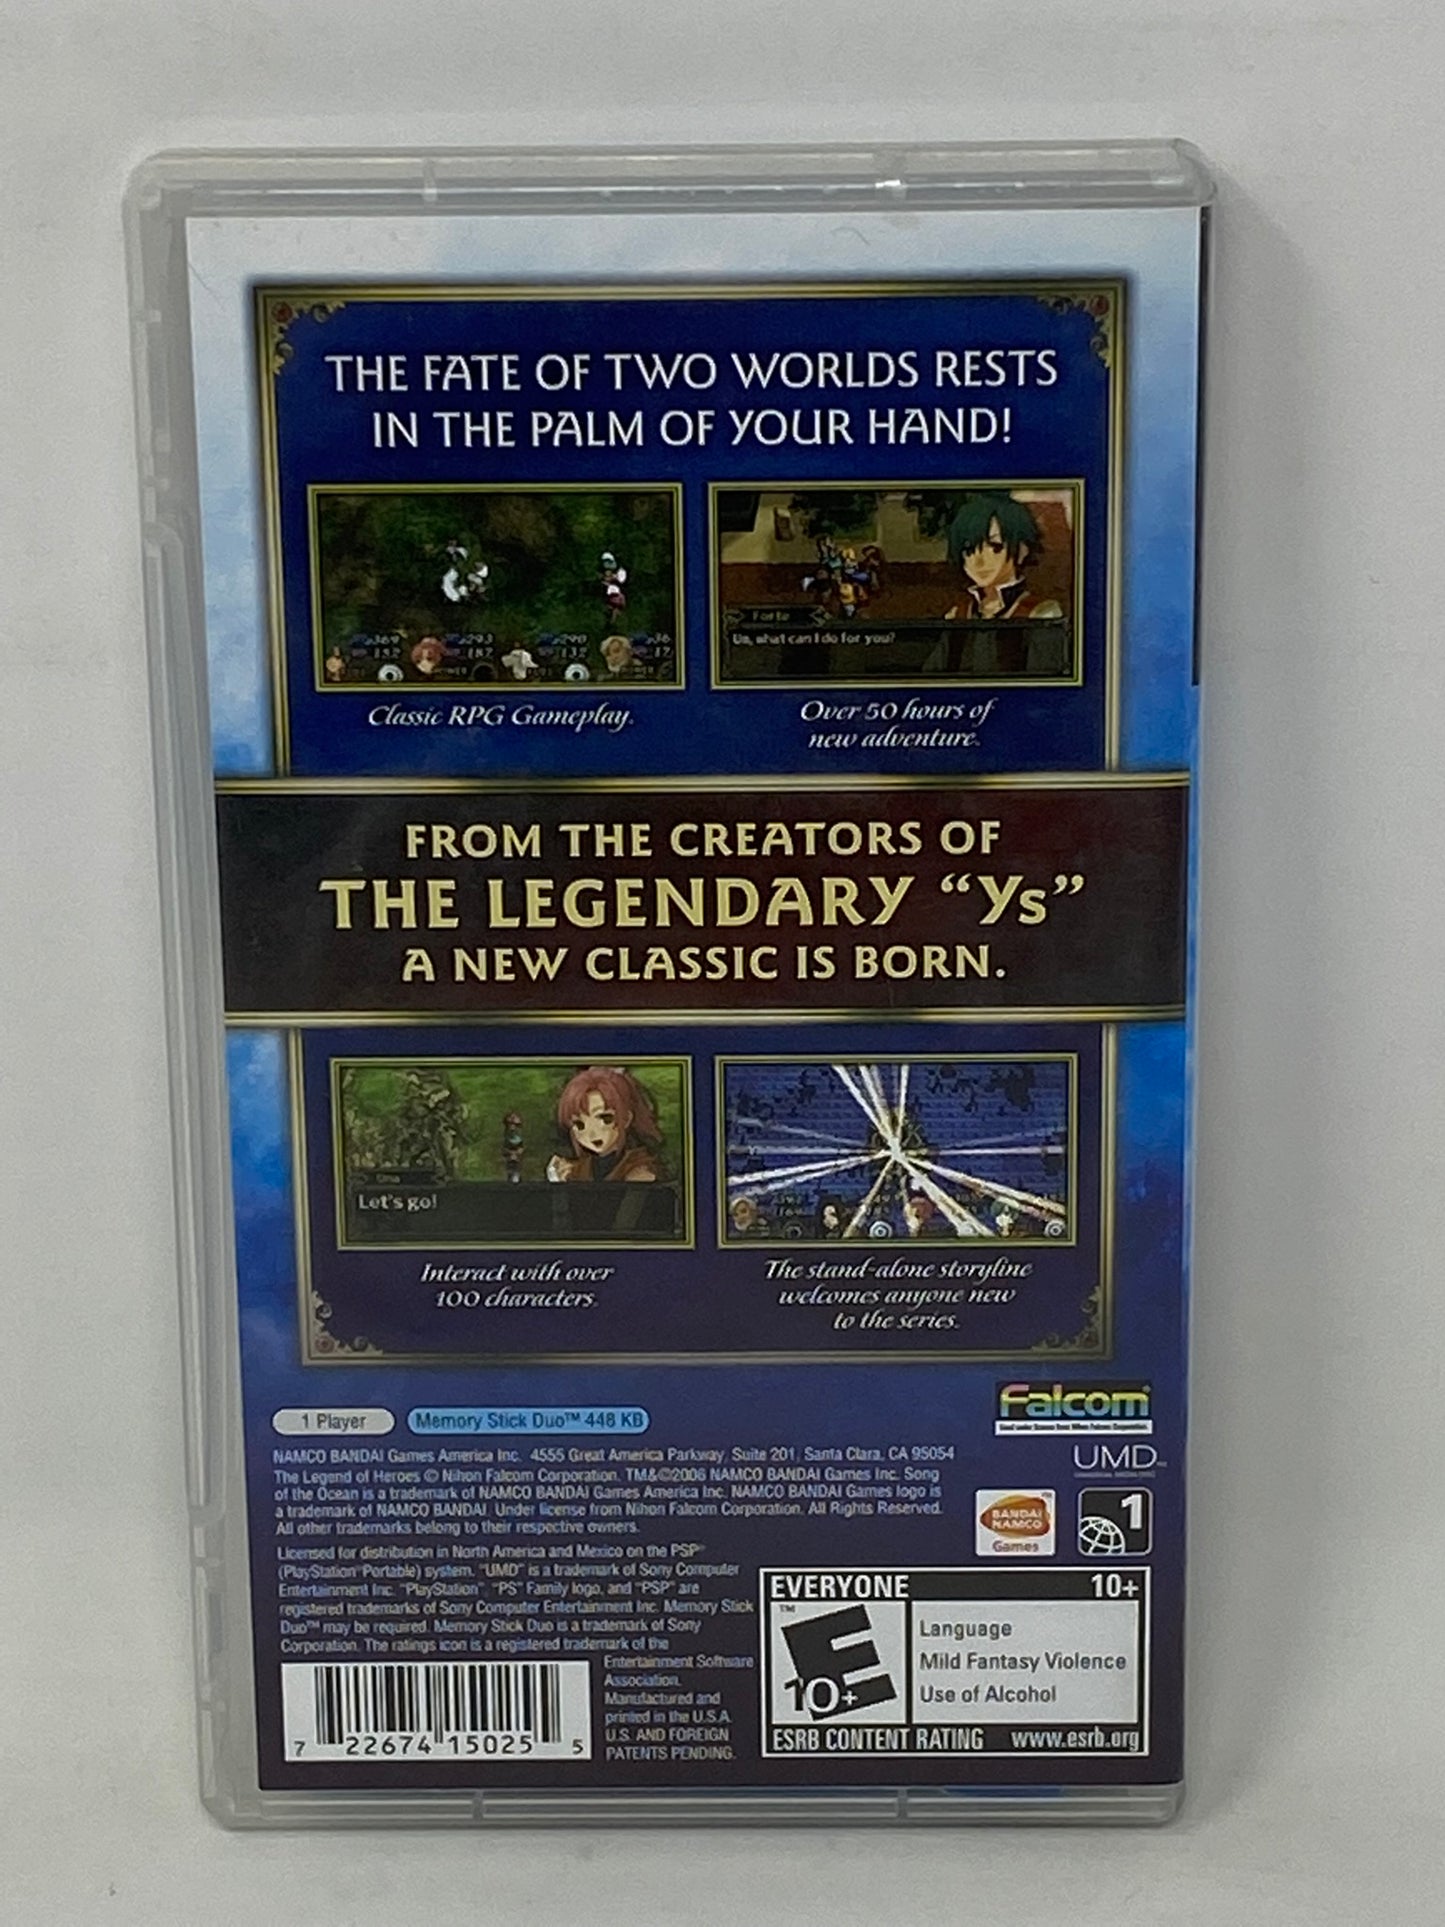 THE FATE OF TWO WORLDS RESTS
IN THE PALM OF YOUR HAND!
Forte
Un, what can I do for you?
Classic RPG Gameplay.
Over 50 hours of
new adventure.
FROM THE CREATORS OF
THE LEGENDARY “Ys”
A NEW CLASSIC IS BORN.
Una
Let's go!
Interact with over
100 characters.
The stand-alone storyline
welcomes anyone new
to the series.
Falcom
1 Player
Memory Stick Duo™ 448 KB
NAMCO BANDAI Games America Inc. 4555 Great America Parkway, Suite 201, Santa Clara, CA 95054
The Legend of Heroes © Nihon Falcom Corporation. TM&©2006 NAMCO BANDAI Games Inc. Song
of the Ocean is a trademark of NAMCO BANDAI Games America Inc. NAMCO BANDAI Games logo is
a trademark of NAMCO BANDAI. Under license from Nihon Falcom Corporation. All Rights Reserved.
All other trademarks belong to their respective owners.
UMD™
BANDAI
NAMCO
Games
1
Licensed for distribution in North America and Mexico on the PSP®
(PlayStation®Portable) system. "UMD" is a trademark of Sony Computer
Entertainment Inc. "PlayStation", "PS" Family logo, and "PSP" are
registered trademarks of Sony Computer Entertainment Inc. Memory Stick
Duo™ may be required. Memory Stick Duo is a trademark of Sony
Corporation. The ratings icon is a registered trademark of the
Entertainment Software
Association.
Manufactured and
printed in the U.S.A.
U.S. AND FOREIGN
PATENTS PENDING.
7 22674 15025 5
EVERYONE 10+
E
10+
™
Language
Mild Fantasy Violence
Use of Alcohol
ESRB CONTENT RATING www.esrb.org